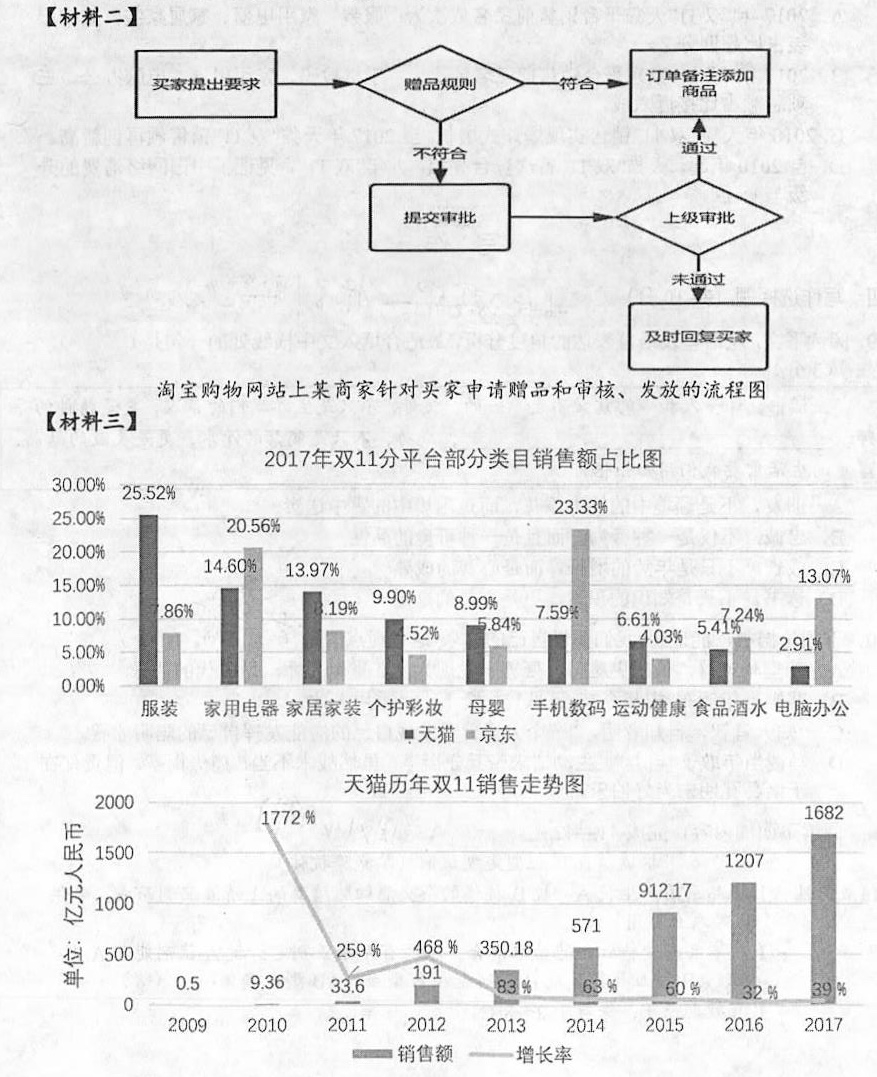 【材料二】
买家提出要求
赠品规则
符合
订单备注添加
商品
不符合
通过
提交审批
上级审批
未通过
及时回复买家
淘宝购物网站上某商家针对买家申请赠品和审核、发放的流程图
【材料三】
2017年双11分平台部分类目销售额占比图
30.00%
25.00%
20.00%
15.00%
10.00%
5.00%
0.00%
25.52%
7.86%
14.60%
20.56%
13.97%
8.19%
9.90%
4.52%
8.99%
5.84%
7.59%
23.33%
6.61%
4.03%
5.41%
7.24%
2.91%
13.07%
服装 家用电器 家居家装 个护彩妆 母婴 手机数码 运动健康 食品酒水 电脑办公
■天猫 ■京东
天猫历年双11销售走势图
单位：亿元人民币
2000
1500
1000
500
0
0.5
9.36
1772 %
33.6
259 %
191
468 %
350.18
83 %
571
63 %
912.17
60 %
1207
32 %
1682
39 %
2009 2010 2011 2012 2013 2014 2015 2016 2017
销售额 增长率